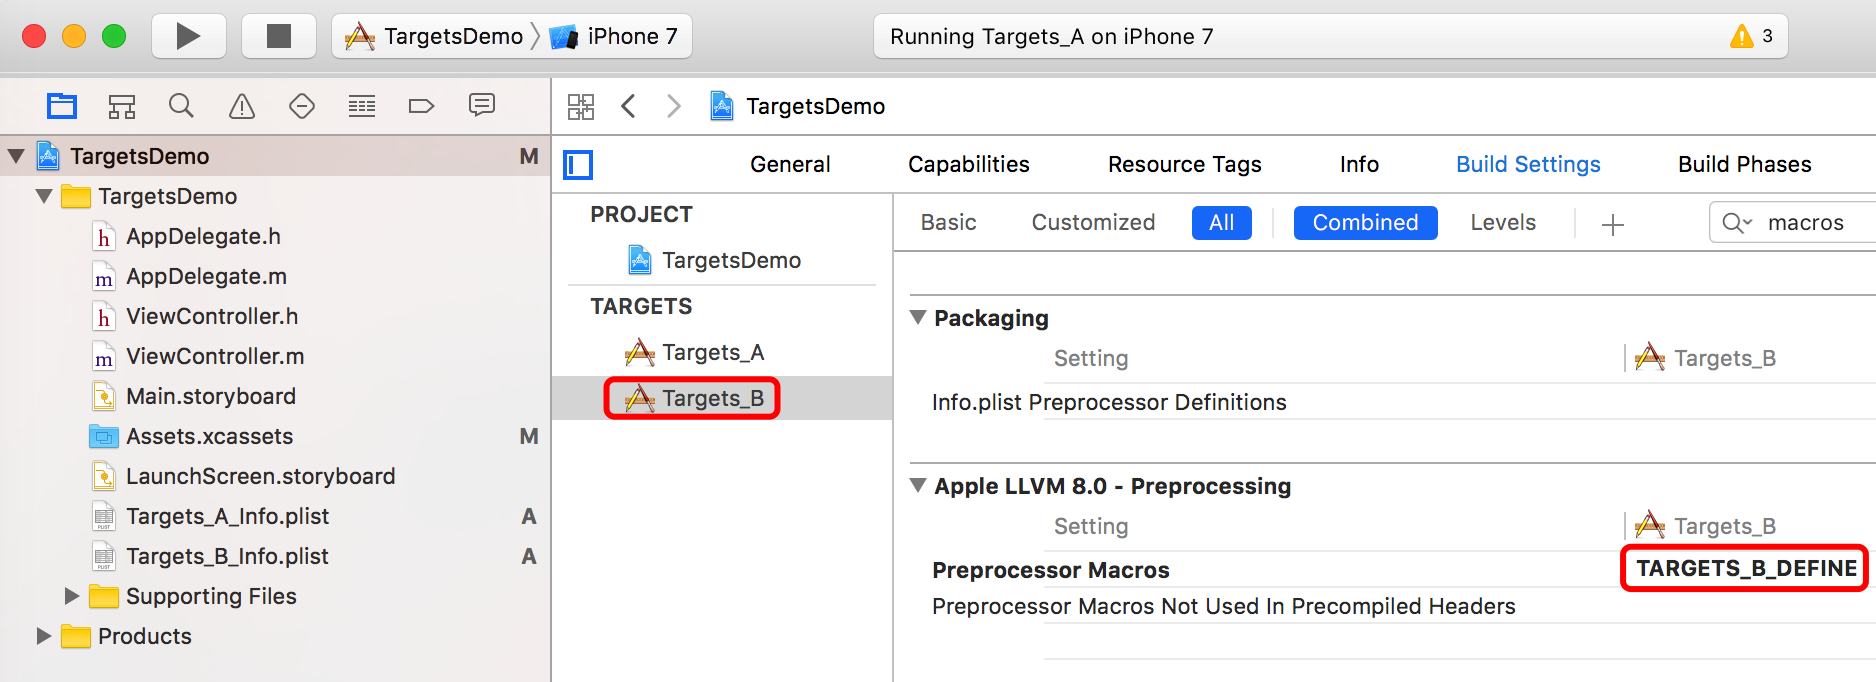 TargetsDemo iPhone 7 Running Targets_A on iPhone 7 3
TargetsDemo
TargetsDemo M
TargetsDemo
AppDelegate.h
AppDelegate.m
ViewController.h
ViewController.m
Main.storyboard
Assets.xcassets M
LaunchScreen.storyboard
Targets_A_Info.plist A
Targets_B_Info.plist A
Supporting Files
Products
General Capabilities Resource Tags Info Build Settings Build Phases
PROJECT
TargetsDemo
TARGETS
Targets_A
Targets_B
Basic Customized All Combined Levels macros
Packaging
Setting Targets_B
Info.plist Preprocessor Definitions
Apple LLVM 8.0 - Preprocessing
Setting Targets_B
Preprocessor Macros TARGETS_B_DEFINE
Preprocessor Macros Not Used In Precompiled Headers